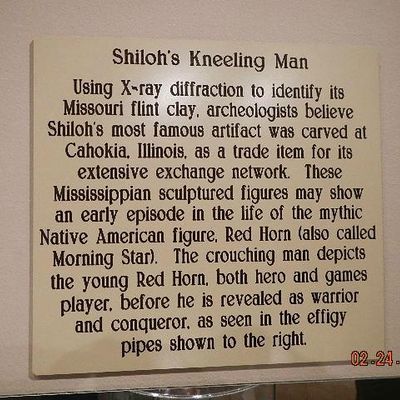 Shiloh's Kneeling Man
Using X-ray diffraction to identify its
Missouri flint clay, archeologists believe
Shiloh's most famous artifact was carved at
Cahokia, Illinois, as a trade item for its
extensive exchange network. These
Mississippian sculptured figures may show
an early episode in the life of the mythic
Native American figure, Red Horn (also called
Morning Star). The crouching man depicts
the young Red Horn, both hero and games
player, before he is revealed as warrior
and conqueror, as seen in the effigy
pipes shown to the right.
02-24-